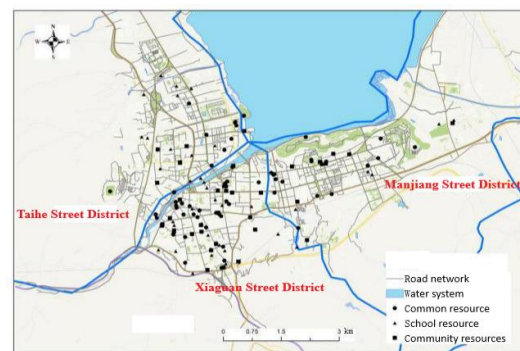 N
W E
S
Manjiang Street District
Taihe Street District
Xiaguan Street District
Road network
Water system
Common resource
School resource
Community resources
0 0.75 1.5 3 km